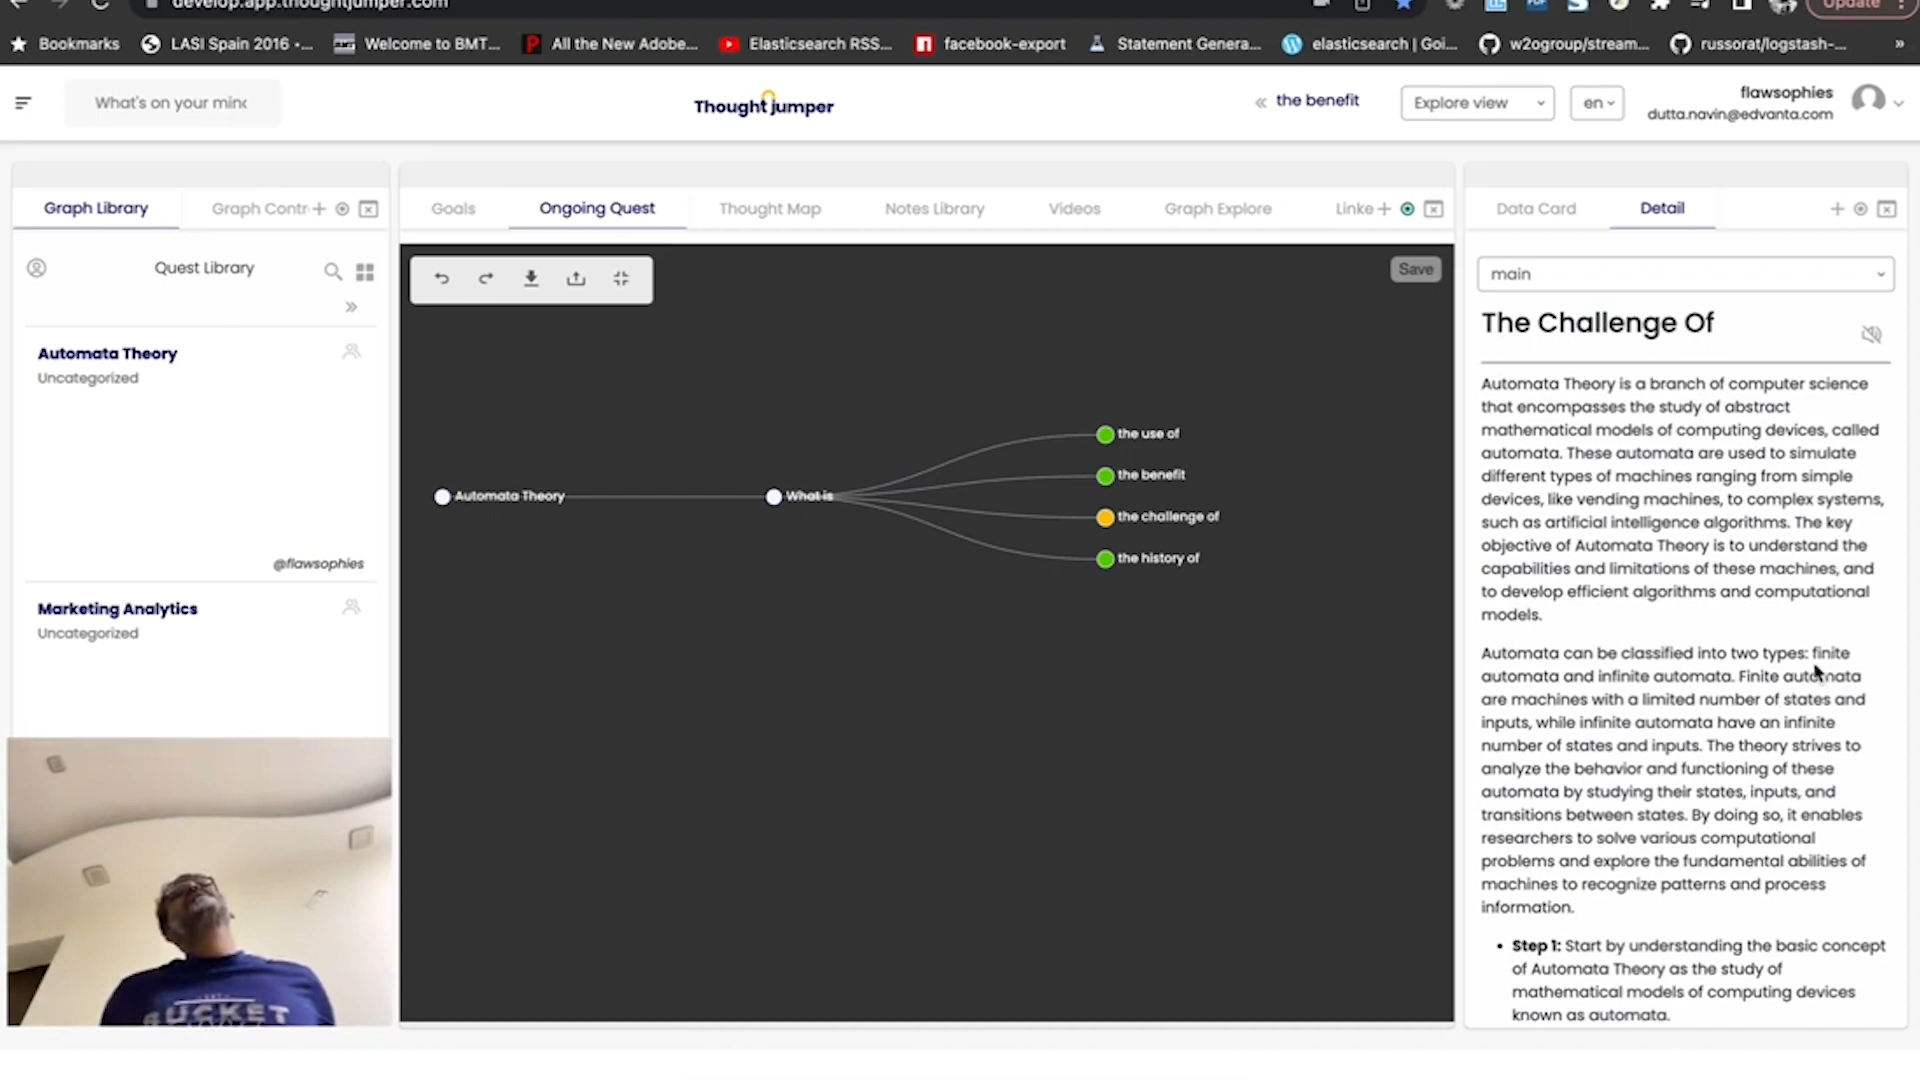 develop.app.thoughtjumper.com
Update
Bookmarks LASI Spain 2016 •... Welcome to BMT... All the New Adobe... Elasticsearch RSS... facebook-export Statement Genera... elasticsearch | Goi... w2ogroup/stream... russorat/logstash-... »
What's on your minc
Thought jumper
« the benefit
Explore view
en
flawsophies
dutta.navin@edvanta.com
Graph Library Graph Contr
Quest Library
»
Automata Theory
Uncategorized
@flawsophies
Marketing Analytics
Uncategorized
Goals Ongoing Quest Thought Map Notes Library Videos Graph Explore Linke
Save
the use of
the benefit
Automata Theory What is
the challenge of
the history of
Data Card Detail
main
The Challenge Of
Automata Theory is a branch of computer science
that encompasses the study of abstract
mathematical models of computing devices, called
automata. These automata are used to simulate
different types of machines ranging from simple
devices, like vending machines, to complex systems,
such as artificial intelligence algorithms. The key
objective of Automata Theory is to understand the
capabilities and limitations of these machines, and
to develop efficient algorithms and computational
models.
Automata can be classified into two types: finite
automata and infinite automata. Finite automata
are machines with a limited number of states and
inputs, while infinite automata have an infinite
number of states and inputs. The theory strives to
analyze the behavior and functioning of these
automata by studying their states, inputs, and
transitions between states. By doing so, it enables
researchers to solve various computational
problems and explore the fundamental abilities of
machines to recognize patterns and process
information.
• Step 1: Start by understanding the basic concept
of Automata Theory as the study of
mathematical models of computing devices
known as automata.
BUCKET